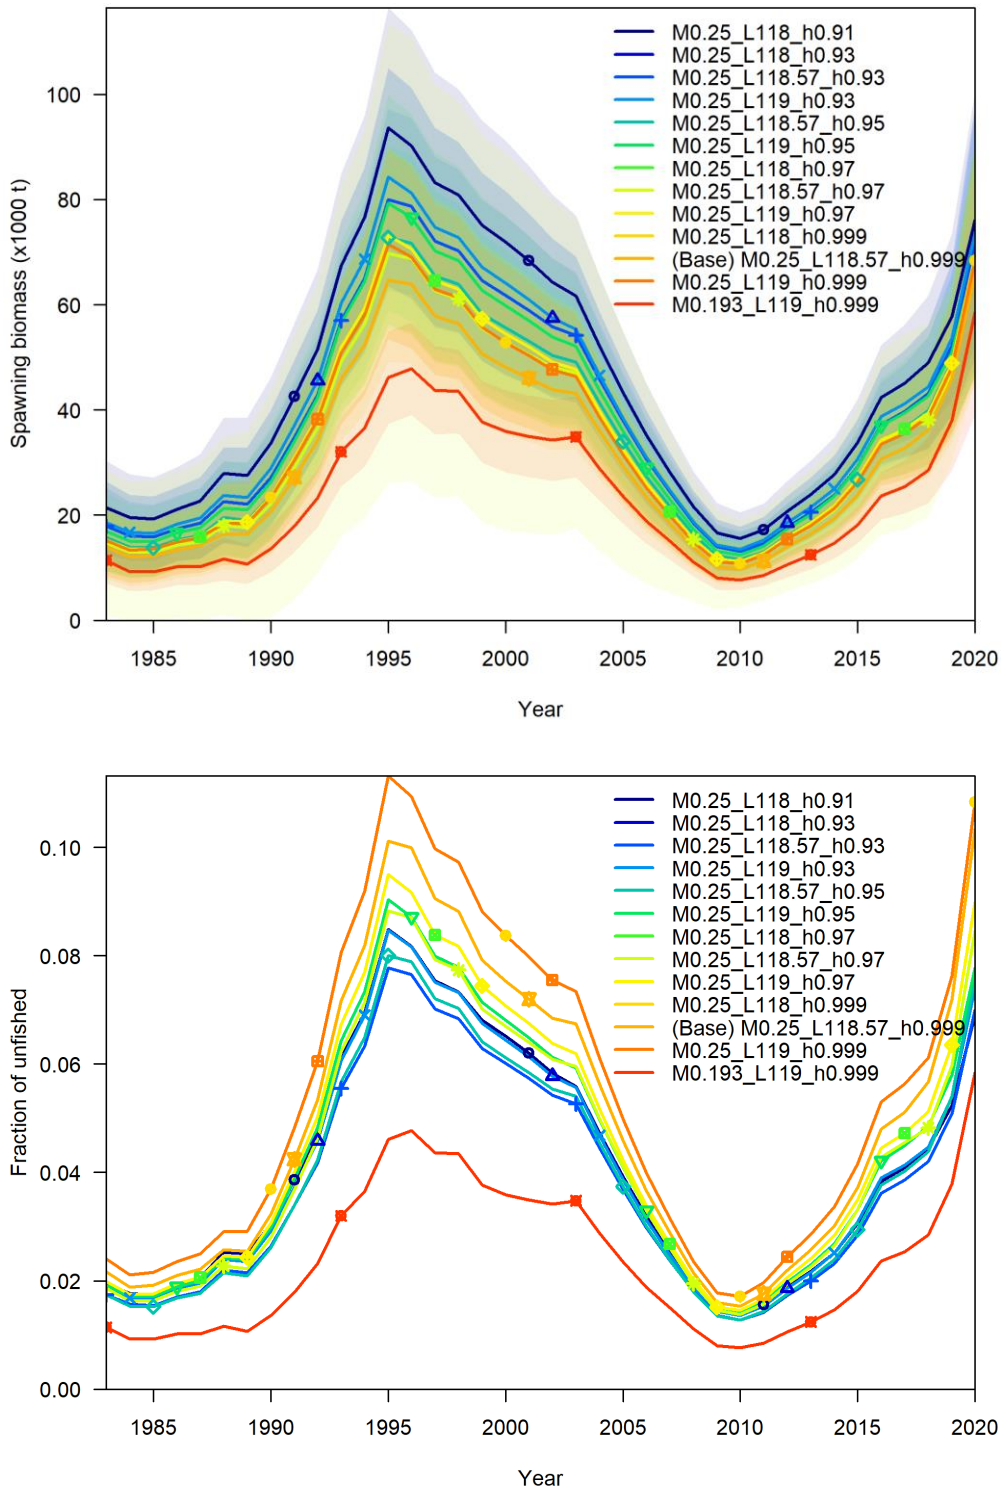 Spawning biomass (x1000 t)
100
80
60
40
20
0
M0.25_L118_h0.91
M0.25_L118_h0.93
M0.25_L118.57_h0.93
M0.25_L119_h0.93
M0.25_L118.57_h0.95
M0.25_L119_h0.95
M0.25_L118_h0.97
M0.25_L118.57_h0.97
M0.25_L119_h0.97
M0.25_L118_h0.999
(Base) M0.25_L118.57_h0.999
M0.25_L119_h0.999
M0.193_L119_h0.999
1985 1990 1995 2000 2005 2010 2015 2020
Year
Fraction of unfished
0.10
0.08
0.06
0.04
0.02
0.00
M0.25_L118_h0.91
M0.25_L118_h0.93
M0.25_L118.57_h0.93
M0.25_L119_h0.93
M0.25_L118.57_h0.95
M0.25_L119_h0.95
M0.25_L118_h0.97
M0.25_L118.57_h0.97
M0.25_L119_h0.97
M0.25_L118_h0.999
(Base) M0.25_L118.57_h0.999
M0.25_L119_h0.999
M0.193_L119_h0.999
1985 1990 1995 2000 2005 2010 2015 2020
Year